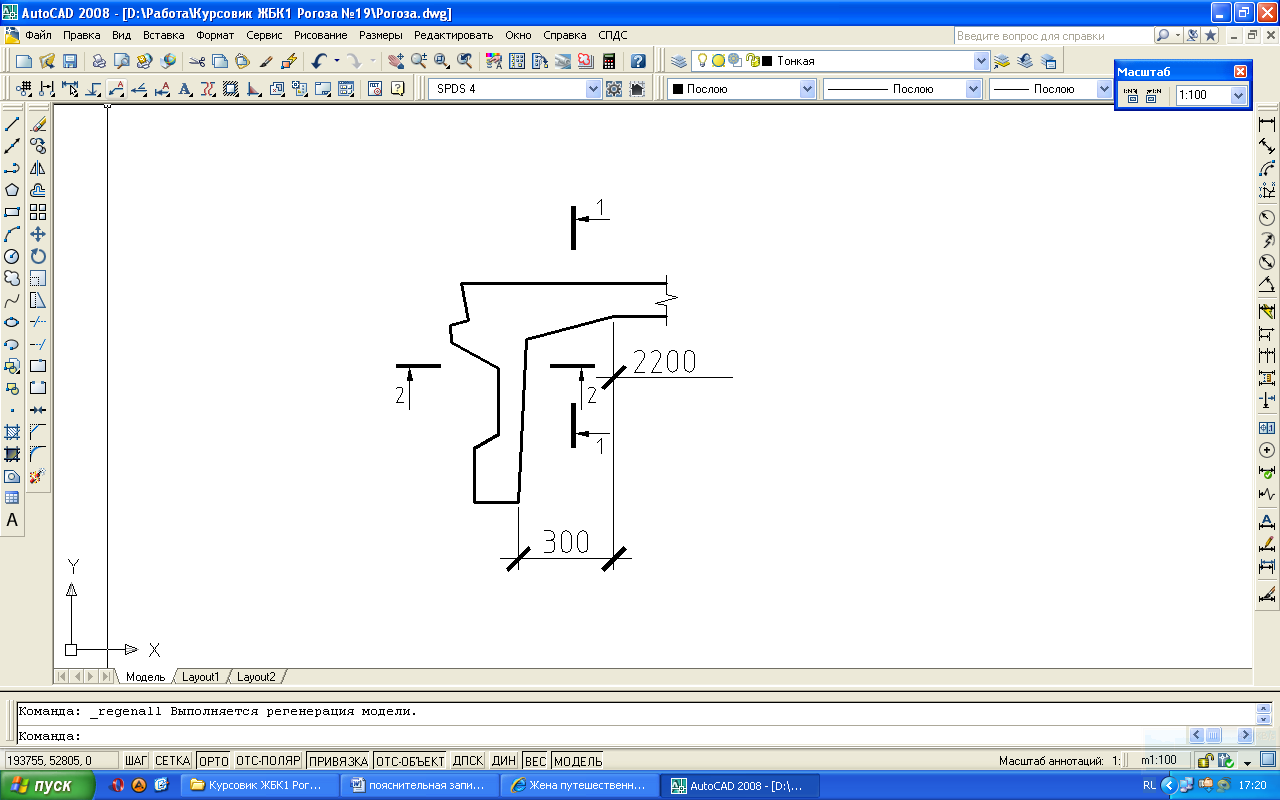 AutoCAD 2008 - [D:\Работа\Курсовик ЖБК1 Рогоза №19\Рогоза.dwg]
Файл Правка Вид Вставка Формат Сервис Рисование Размеры Редактировать Окно Справка СПДС Введите вопрос для справки
Тонкая
Масштаб
SPDS 4 Послою Послою Послою 1:100
1
2200
2 2
1
300
Y
X
Модель Layout1 Layout2
Команда: _regenall Выполняется регенерация модели.
Команда:
193755, 52805, 0 ШАГ СЕТКА ОРТО ОТС-ПОЛЯР ПРИВЯЗКА ОТС-ОБЪЕКТ ДПСК ДИН ВЕС МОДЕЛЬ Масштаб аннотаций: 1: m1:100
пуск Курсовик ЖБК1 Рог... пояснительная запи... Жена путешественн... AutoCAD 2008 - [D:\... RL 17:20